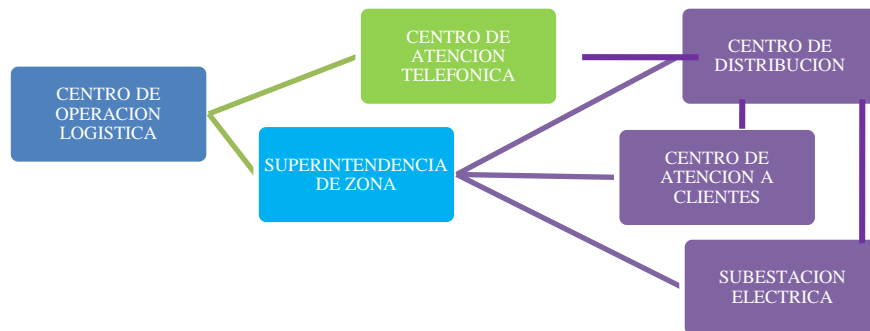 CENTRO DE
OPERACION
LOGISTICA
CENTRO DE
ATENCION
TELEFONICA
SUPERINTENDENCIA
DE ZONA
CENTRO DE
DISTRIBUCION
CENTRO DE
ATENCION A
CLIENTES
SUBESTACION
ELECTRICA